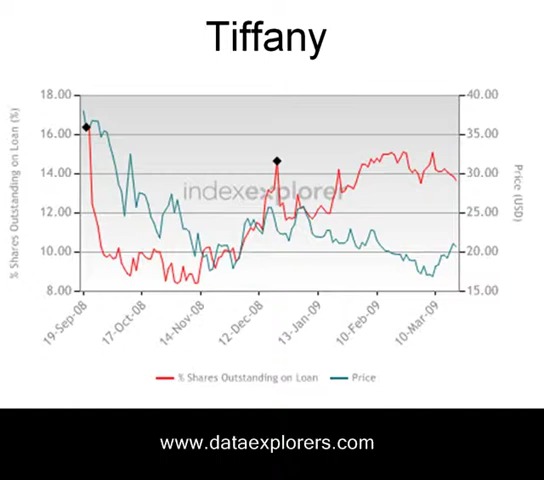 Tiffany
18.00
16.00
14.00
12.00
10.00
8.00
% Shares Outstanding on Loan (%)
40.00
35.00
30.00
25.00
20.00
15.00
Price (USD)
indexexplorer
19-Sep-08
17-Oct-08
14-Nov-08
12-Dec-08
13-Jan-09
10-Feb-09
10-Mar-09
% Shares Outstanding on Loan
Price
www.dataexplorers.com